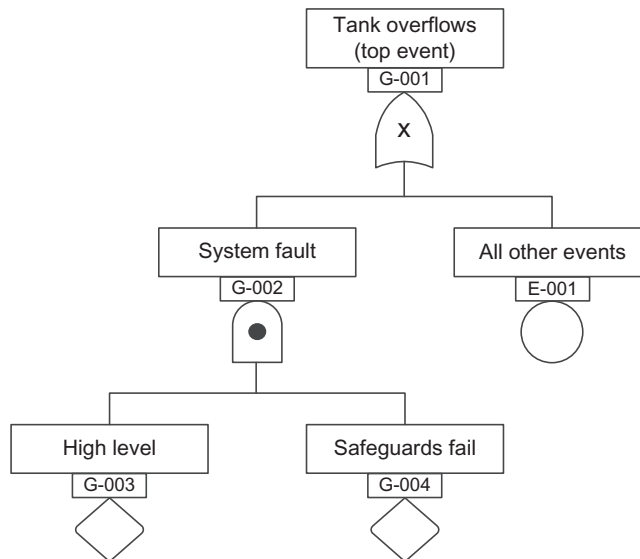 Tank overflows
(top event)
G-001
X
System fault
All other events
G-002
E-001
High level
Safeguards fail
G-003
G-004